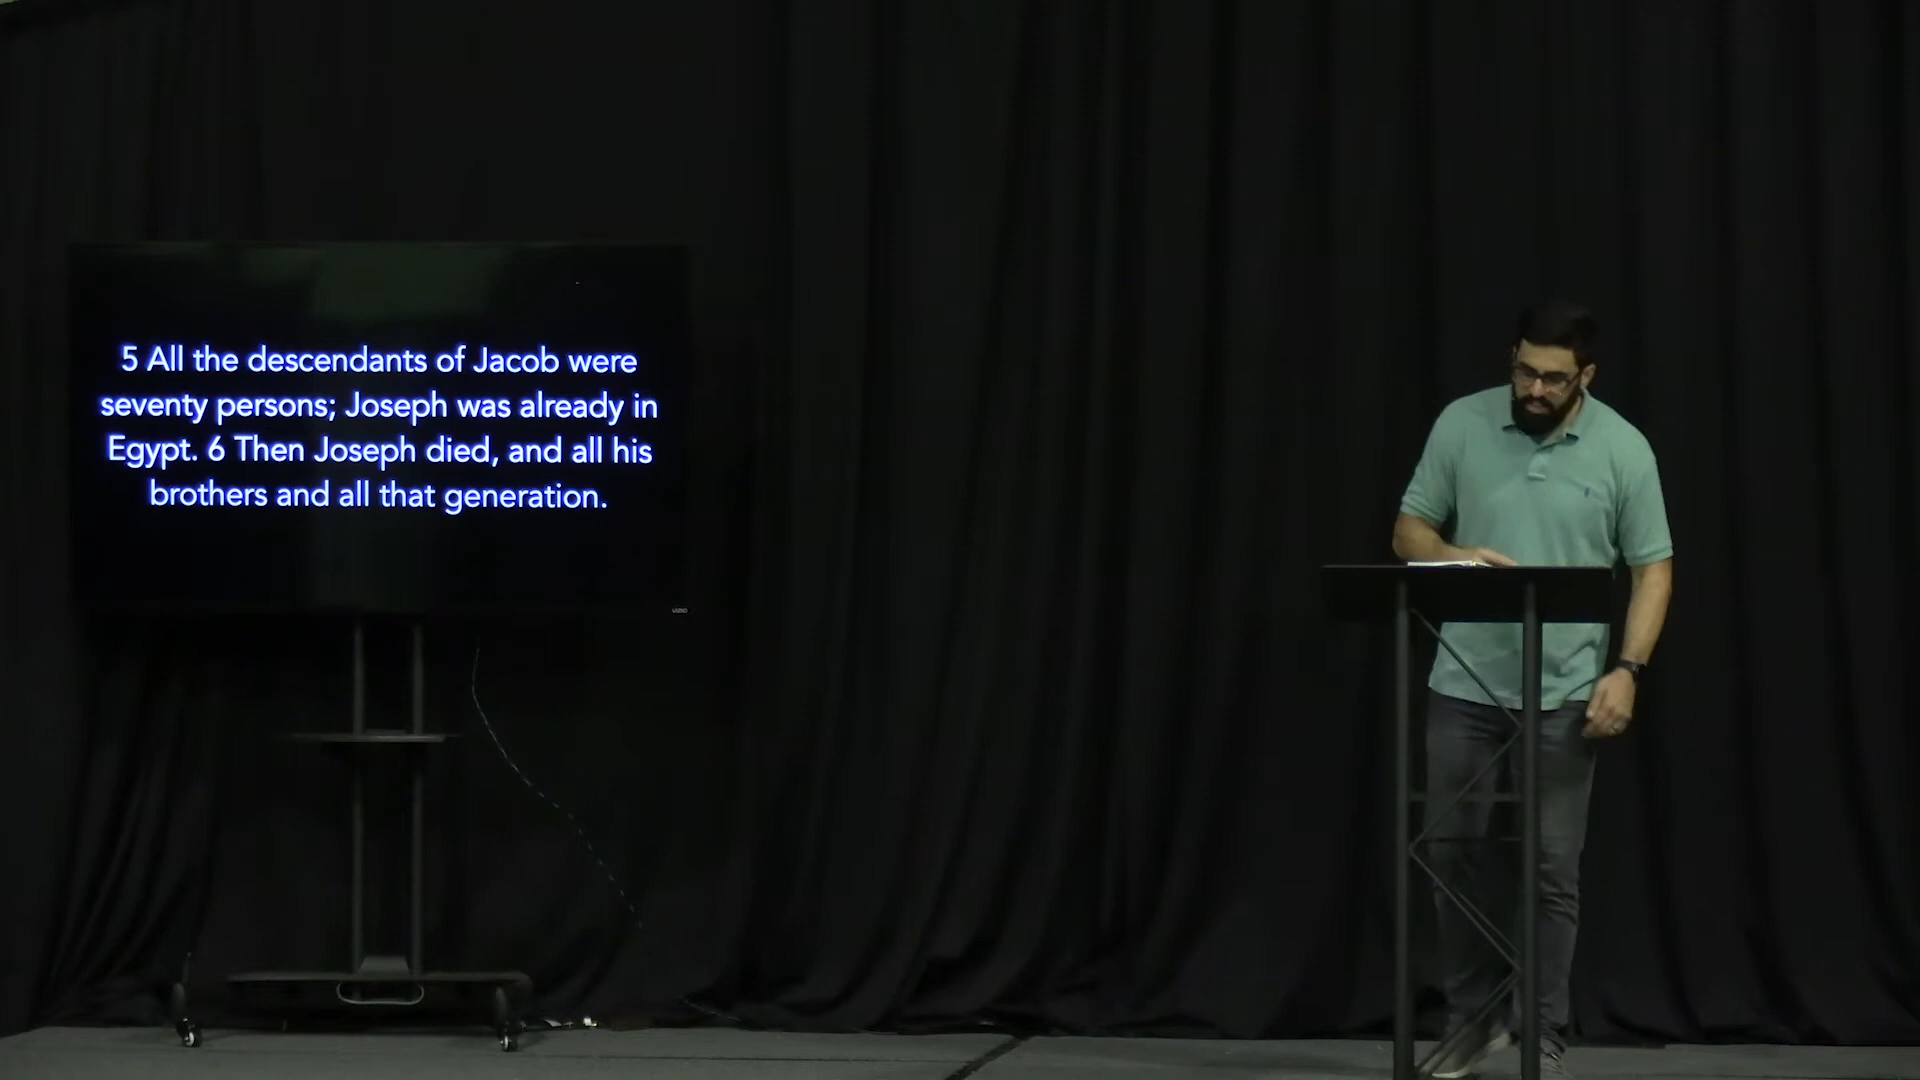 5 All the descendants of Jacob were
seventy persons; Joseph was already in
Egypt. 6 Then Joseph died, and all his
brothers and all that generation.
VIZIO